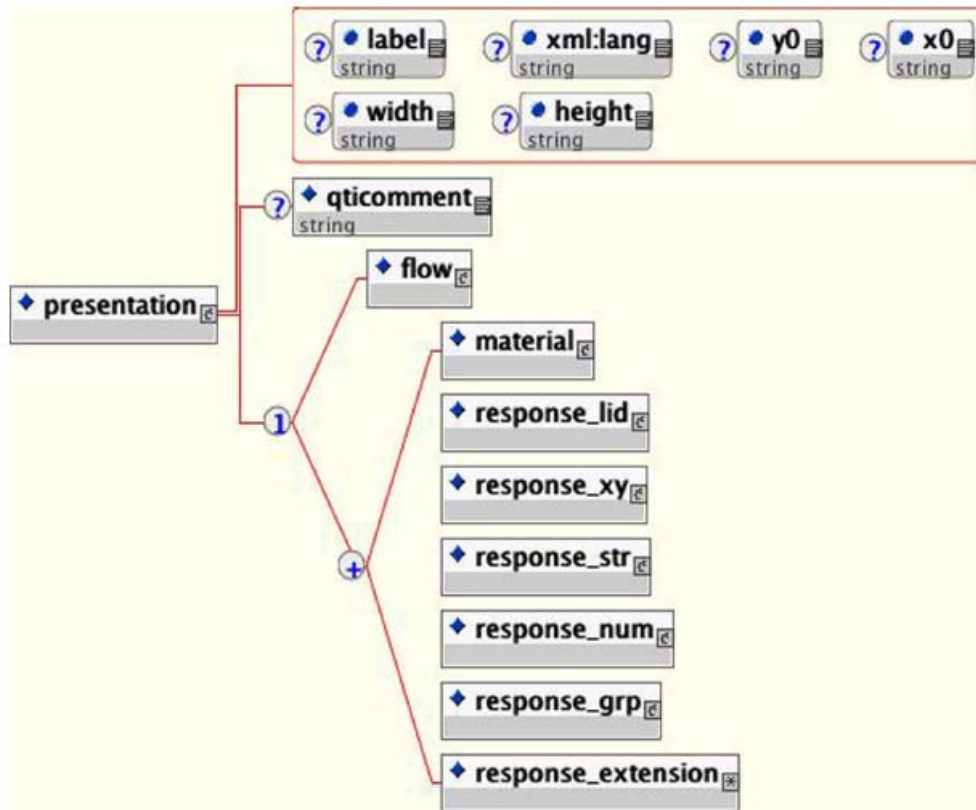 ? label ? xml:lang ? y0 ? x0
string string string string
? width ? height
string string
? qticomment
string
flow
presentation
material
1
response_lid
response_xy
response_str
+
response_num
response_grp
response_extension